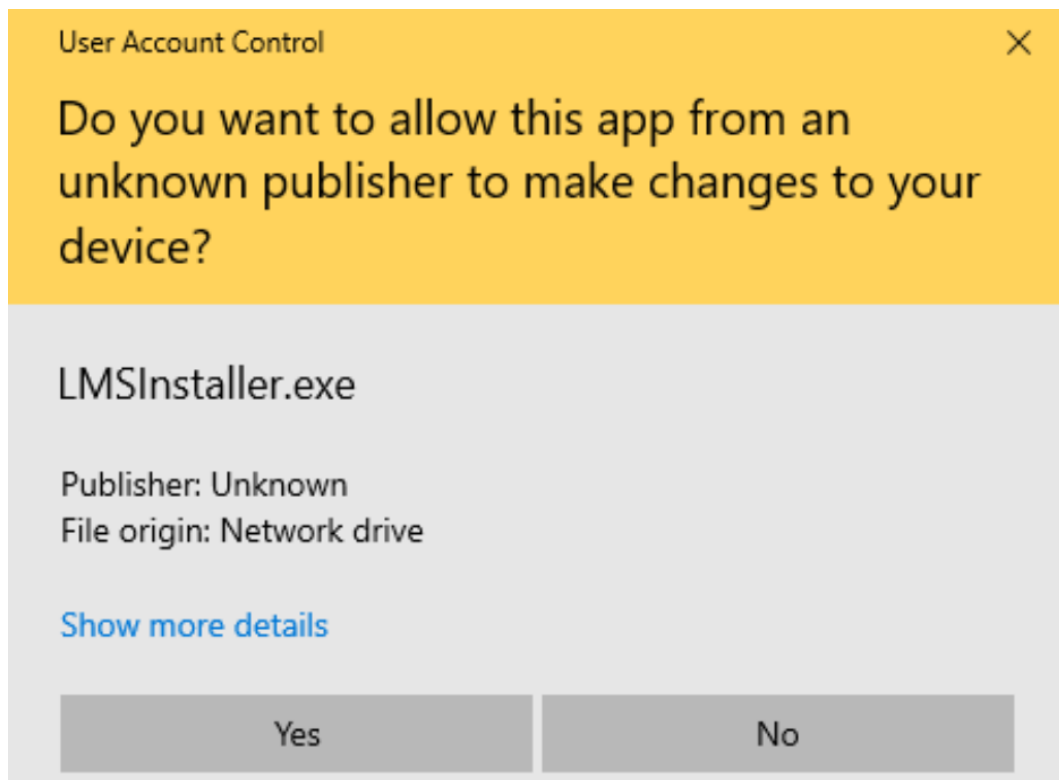 User Account Control
Do you want to allow this app from an
unknown publisher to make changes to your
device?
LMSInstaller.exe
Publisher: Unknown
File origin: Network drive
Show more details
Yes
No